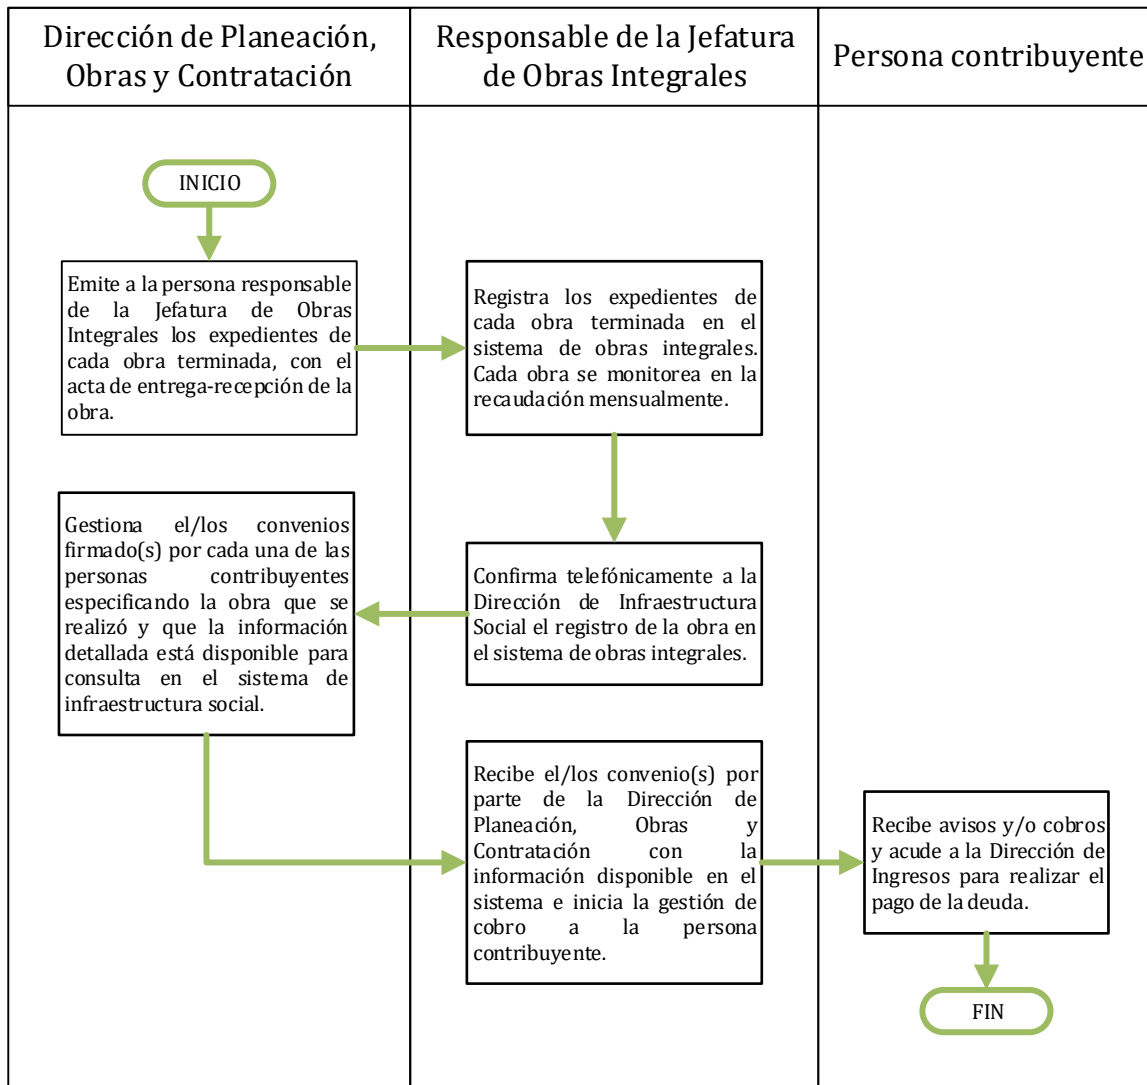 Dirección de Planeación,
Obras y Contratación
Responsable de la Jefatura
de Obras Integrales
Persona contribuyente
INICIO
Emite a la persona responsable
de la Jefatura de Obras
Integrales los expedientes de
cada obra terminada, con el
acta de entrega-recepción de la
obra.
Registra los expedientes de
cada obra terminada en el
sistema de obras integrales.
Cada obra se monitorea en la
recaudación mensualmente.
Confirma telefónicamente a la
Dirección de Infraestructura
Social el registro de la obra en
el sistema de obras integrales.
Gestiona el/los convenios
firmado(s) por cada una de las
personas contribuyentes
especificando la obra que se
realizó y que la información
detallada está disponible para
consulta en el sistema de
infraestructura social.
Recibe el/los convenio(s) por
parte de la Dirección de
Planeación, Obras y
Contratación con la
información disponible en el
sistema e inicia la gestión de
cobro a la persona
contribuyente.
Recibe avisos y/o cobros
y acude a la Dirección de
Ingresos para realizar el
pago de la deuda.
FIN